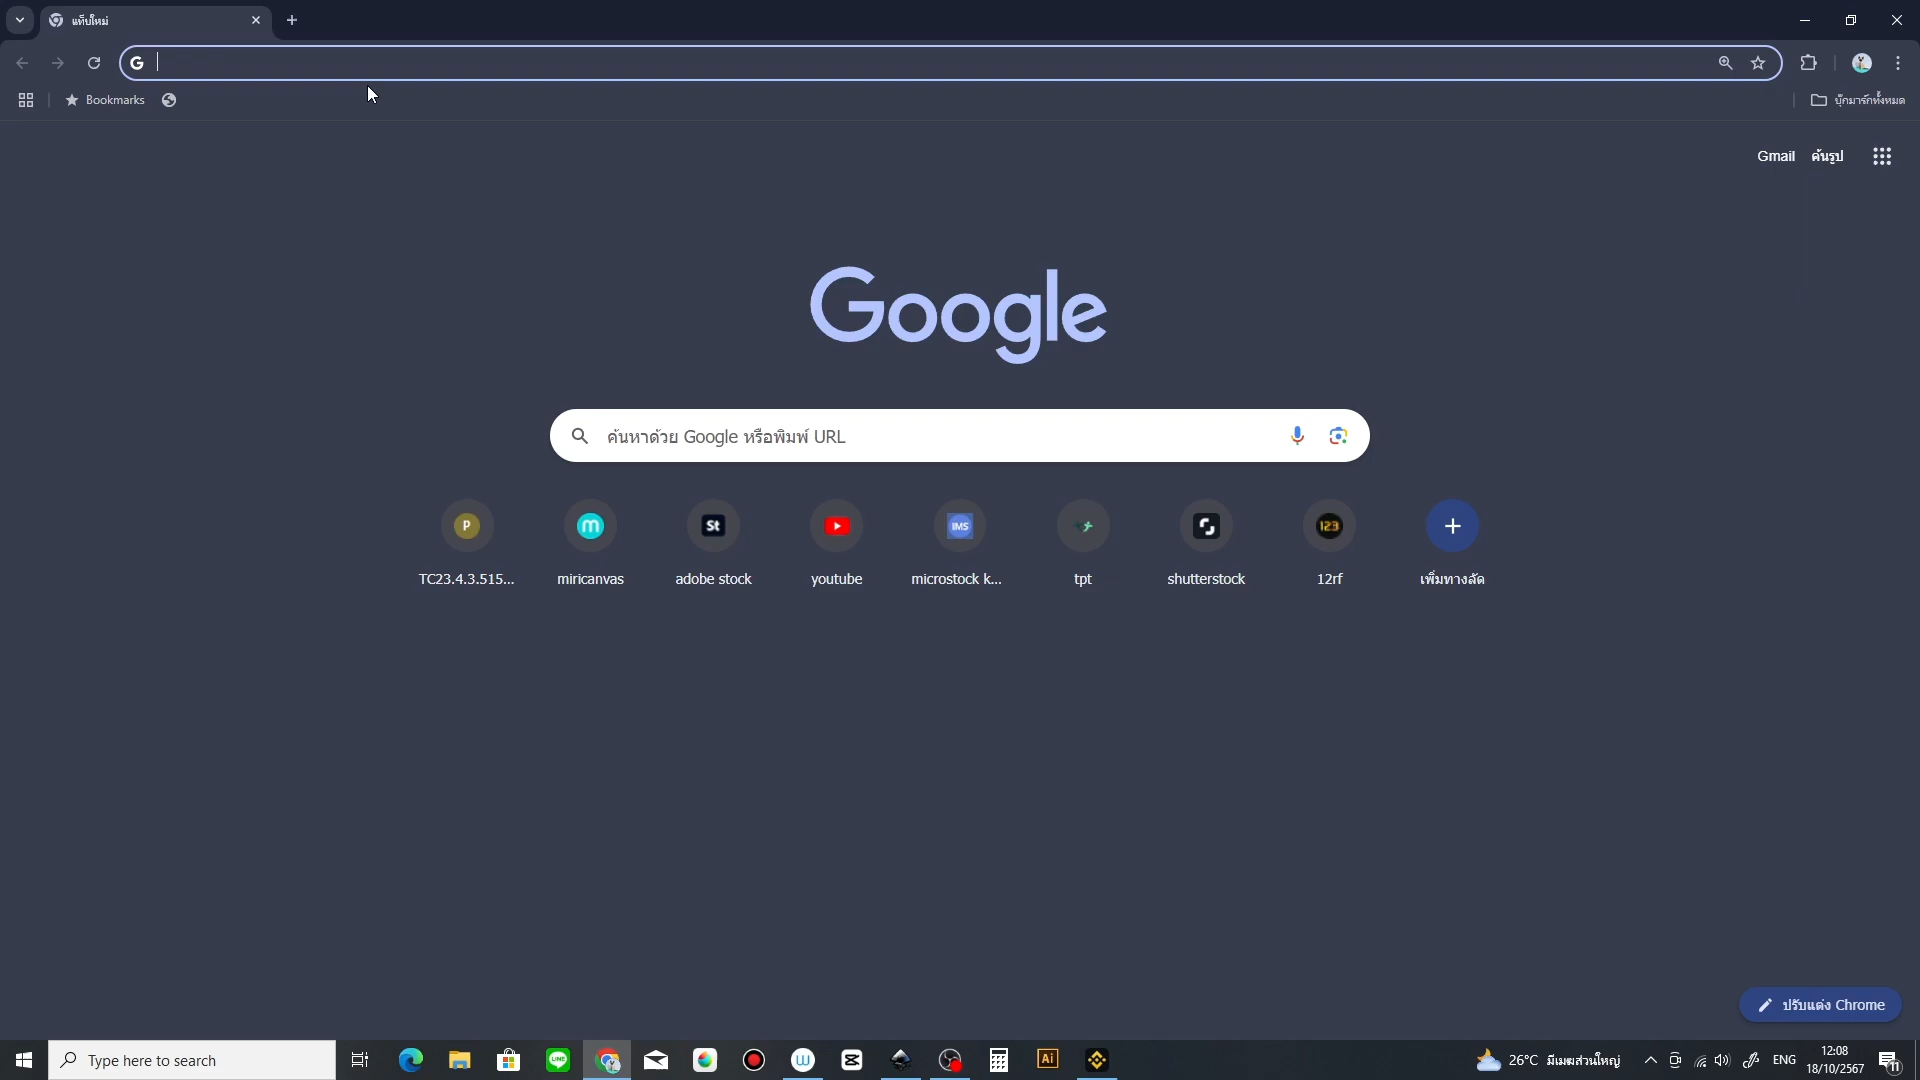 แท็บใหม่
Bookmarks
บุ๊กมาร์กทั้งหมด
Gmail ค้นรูป
Google
ค้นหาด้วย Google หรือพิมพ์ URL
P
St
IMS
123
TC23.4.3.515... miricanvas adobe stock youtube microstock k... tpt shutterstock 12rf เพิ่มทางลัด
ปรับแต่ง Chrome
Type here to search
LINE
Ai
26°C มีเมฆส่วนใหญ่
ENG
12:08
18/10/2567
11